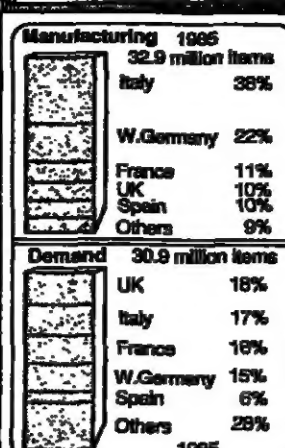 Manufacturing 1985
32.9 million items
Italy 38%
W.Germany 22%
France 11%
UK 10%
Spain 10%
Others 9%
Demand 30.9 million items
UK 18%
Italy 17%
France 16%
W.Germany 15%
Spain 6%
Others 28%
1985